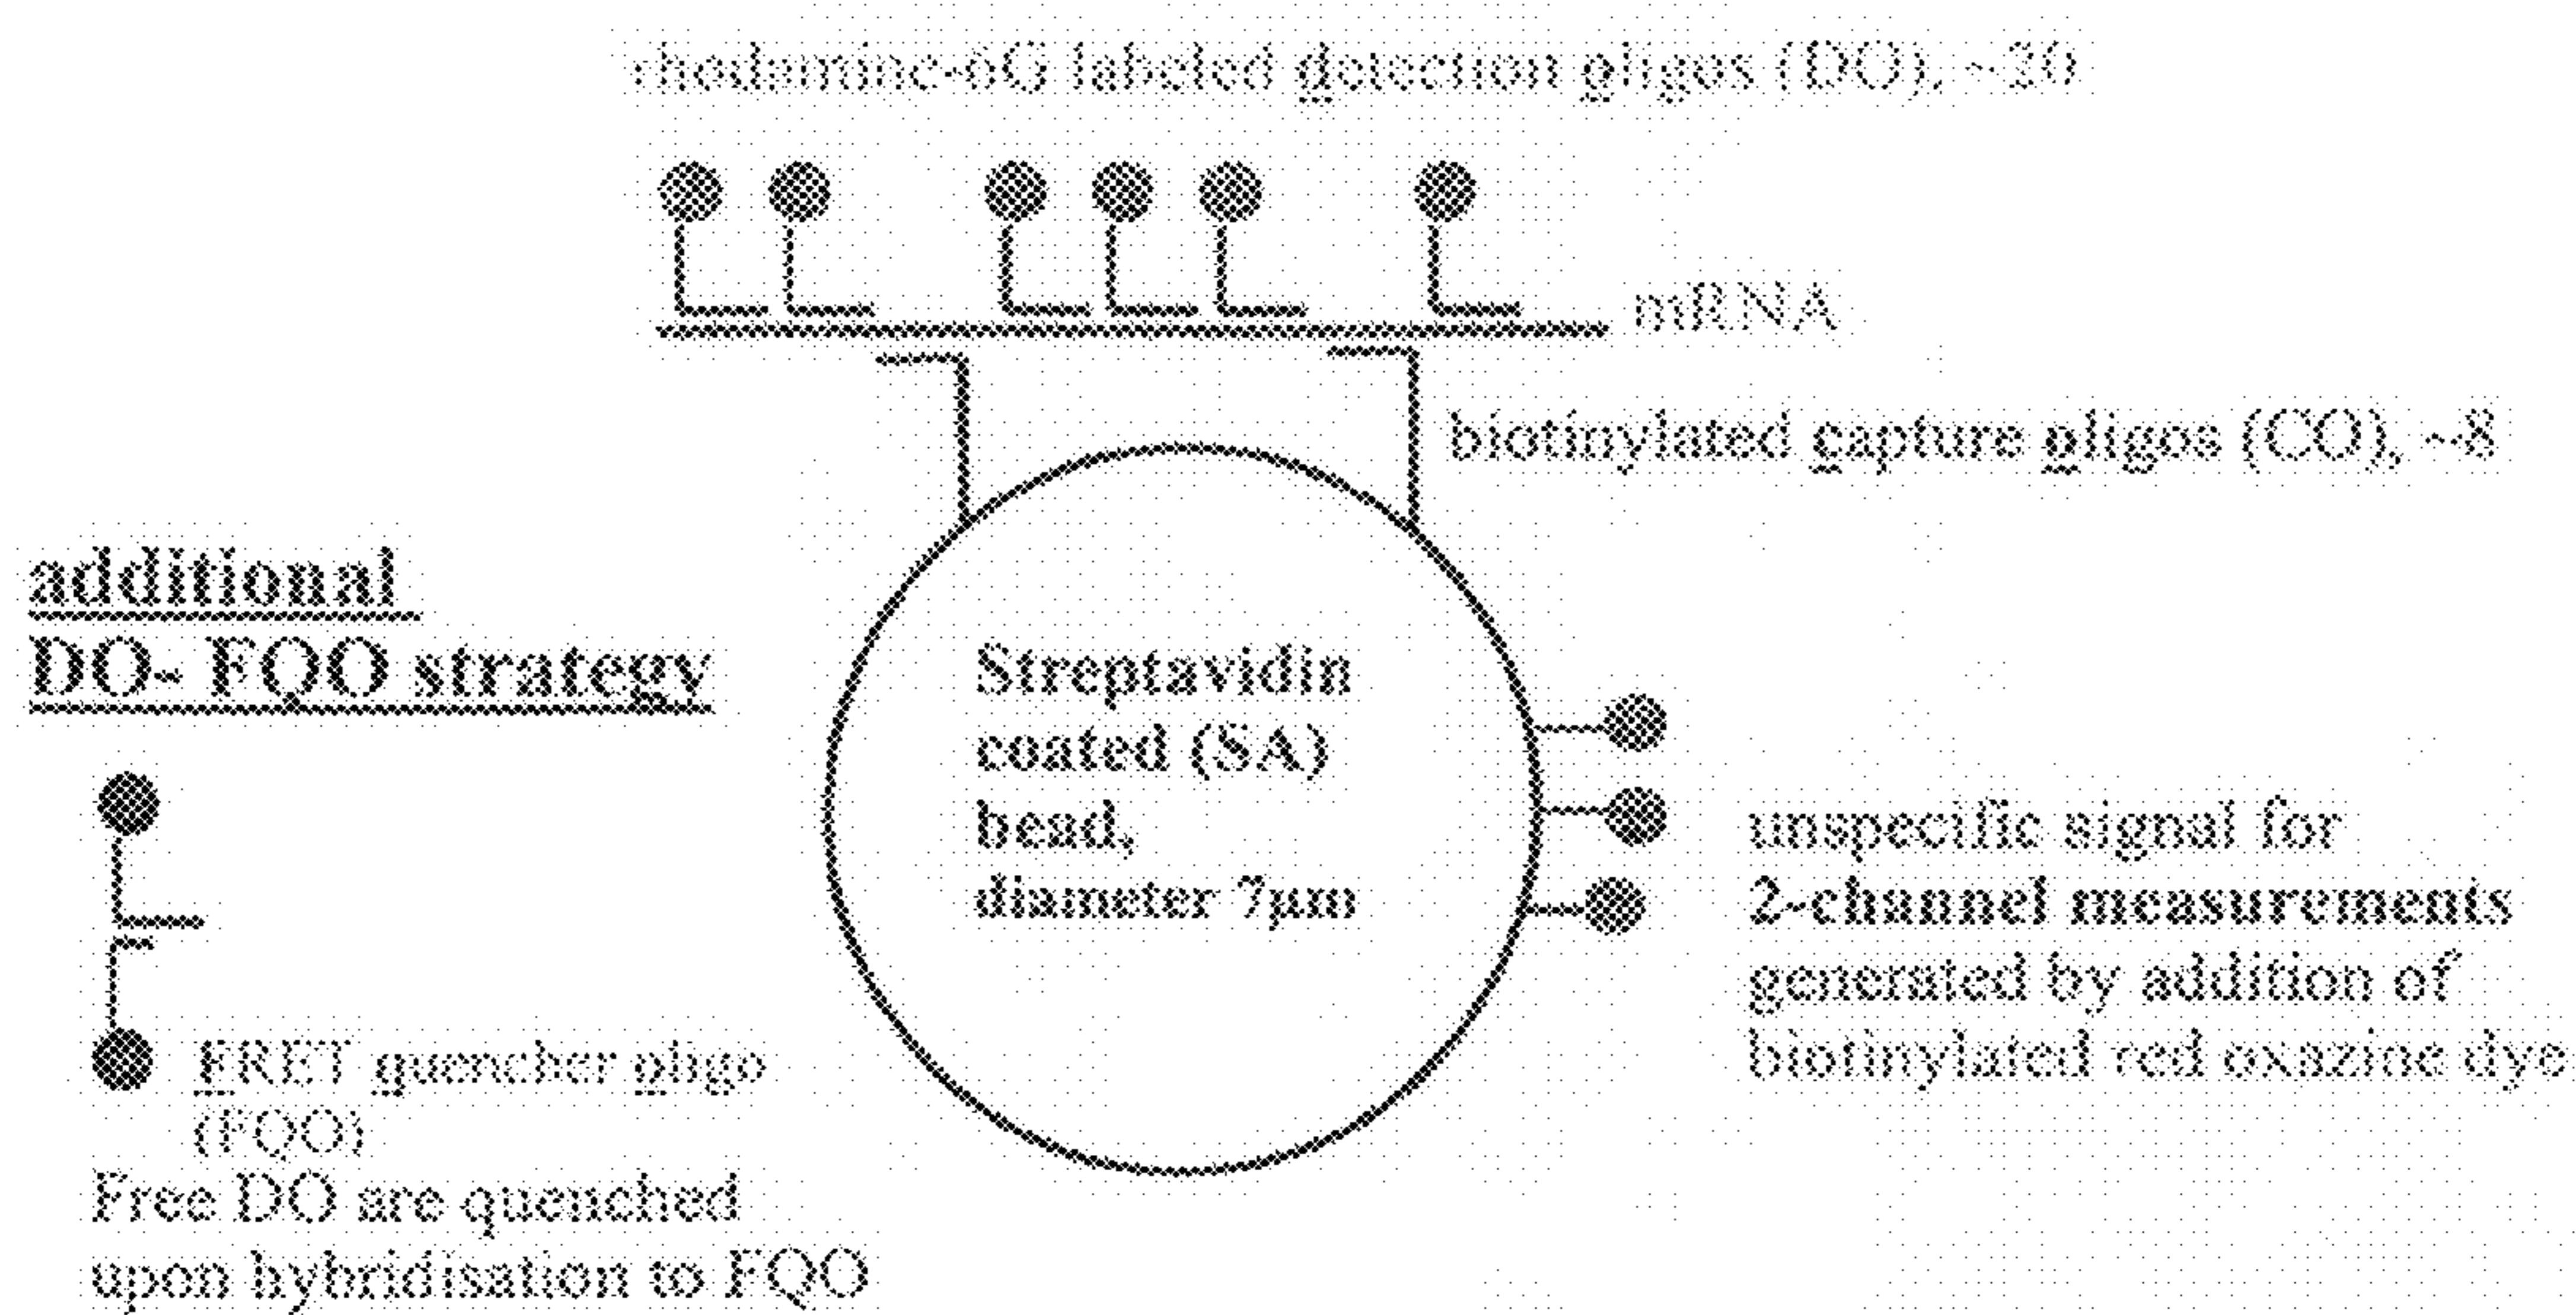 rhodamine-6G labeled detection oligos (DO), ~20
mRNA
biotinylated capture oligos (CO), ~8
additional
DO- FQO strategy
Streptavidin
coated (SA)
bead,
diameter 7µm
unspecific signal for
2-channel measurements
generated by addition of
biotinylated red oxazine dye
FRET quencher oligo
(FQO)
Free DO are quenched
upon hybridisation to FQO